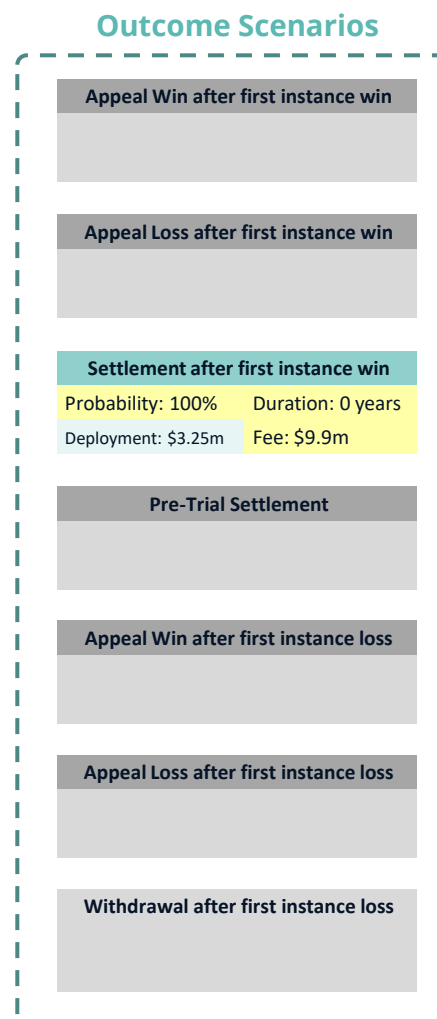 Outcome Scenarios
Appeal Win after first instance win
Appeal Loss after first instance win
Settlement after first instance win
Probability: 100% Duration: 0 years
Deployment: $3.25m Fee: $9.9m
Pre-Trial Settlement
Appeal Win after first instance loss
Appeal Loss after first instance loss
Withdrawal after first instance loss